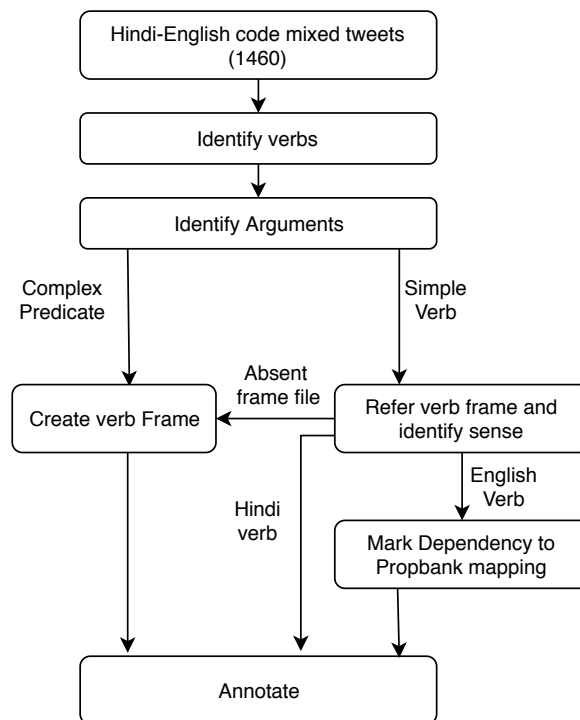 Hindi-English code mixed tweets
(1460)
Identify verbs
Identify Arguments
Complex
Predicate
Simple
Verb
Absent
frame file
Create verb Frame
Refer verb frame and
identify sense
Hindi
verb
English
Verb
Mark Dependency to
Propbank mapping
Annotate